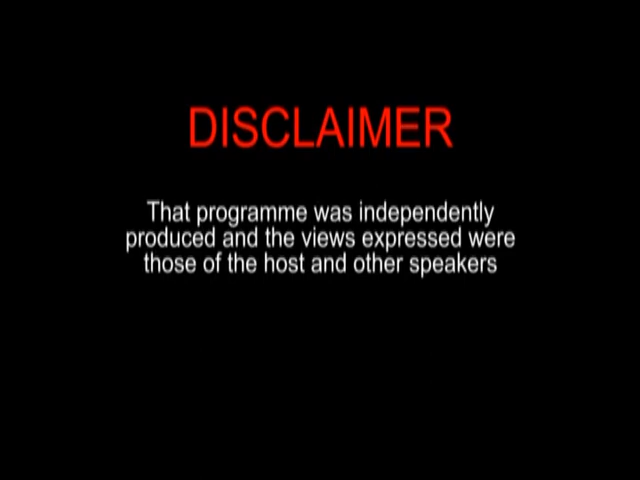 DISCLAIMER
That programme was independently
produced and the views expressed were
those of the host and other speakers